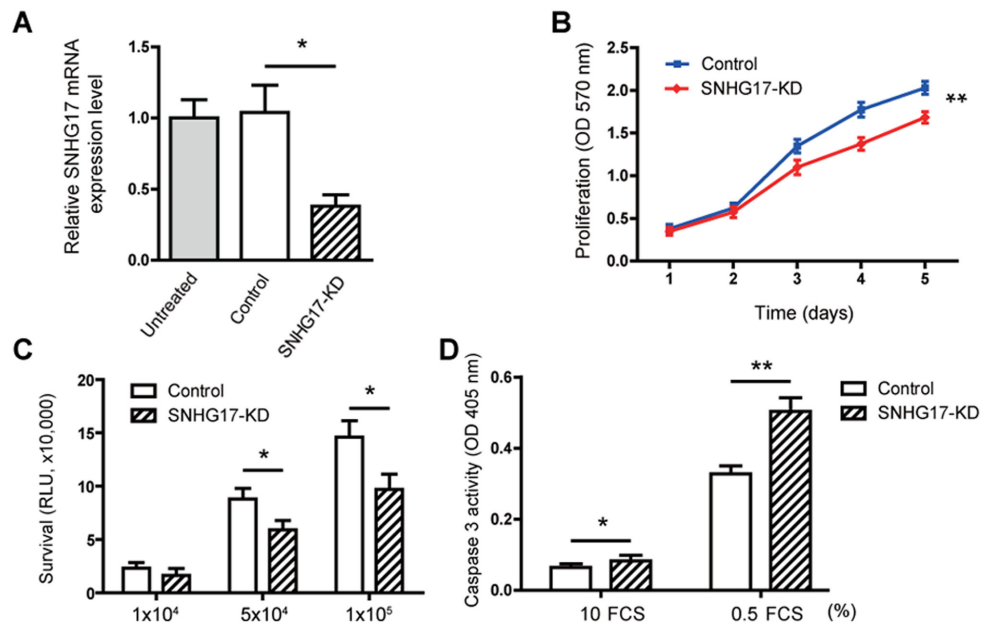 A
Relative SNHG17 mRNA
expression level
1.5
1.0
0.5
0.0
*
Untreated
Control
SNHG17-KD
B
Proliferation (OD 570 nm)
2.5
2.0
1.5
1.0
0.5
0.0
Control
SNHG17-KD
**
1 2 3 4 5
Time (days)
C
Survival (RLU, x10,000)
20
15
10
5
0
Control
SNHG17-KD
*
*
1x10⁴ 5x10⁴ 1x10⁵
D
Caspase 3 activity (OD 405 nm)
0.6
0.4
0.2
0.0
*
**
Control
SNHG17-KD
10 FCS 0.5 FCS (%)